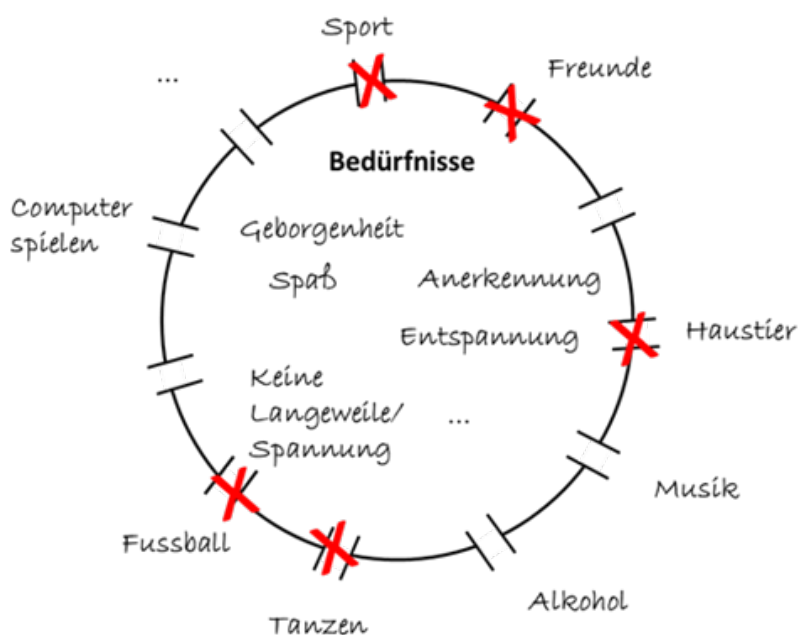 Sport
...
Freunde
Bedürfnisse
Computer
spielen
Geborgenheit
Spaß
Anerkennung
Entspannung
Haustier
Keine
Langeweile/
Spannung
...
Musik
Fussball
Alkohol
Tanzen